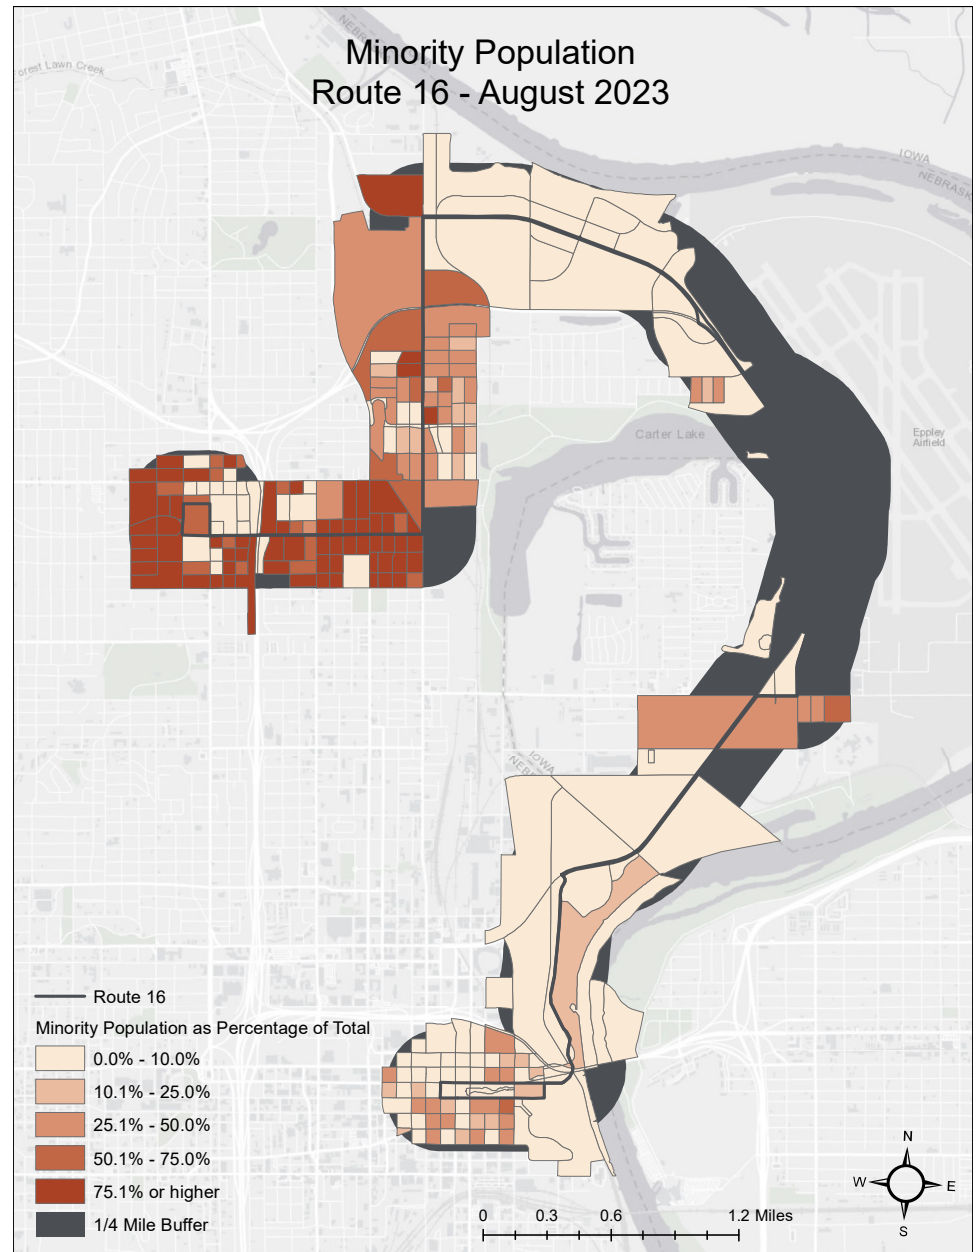 Minority Population
Route 16 - August 2023
Forest Lawn Creek
NEBRASKA
IOWA
NEBRASKA
Carter Lake
Eppley
Airfield
IOWA
Route 16
Minority Population as Percentage of Total
0.0% - 10.0%
10.1% - 25.0%
25.1% - 50.0%
50.1% - 75.0%
75.1% or higher
1/4 Mile Buffer
0 0.3 0.6 1.2 Miles
N
W E
S